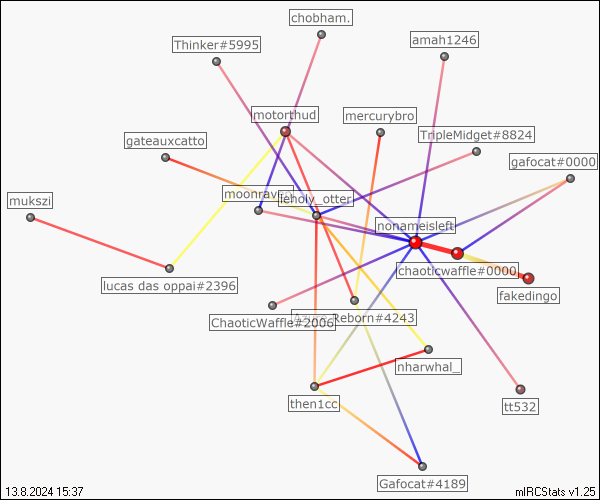 chobham.
Thinker#5995
amah1246
motorthud
mercurybro
TripleMidget#8824
gateauxcatto
gafocat#0000
mukszi
leholy_otter
nonameisleft
chaoticwaffle#0000
lucas das oppai#2396
fakedingo
ChaoticWaffle#2006
Reborn#4243
nharwhal_
then1cc
tt532
Gafocat#4189
13.8.2024 15:37
mIRCStats v1.25